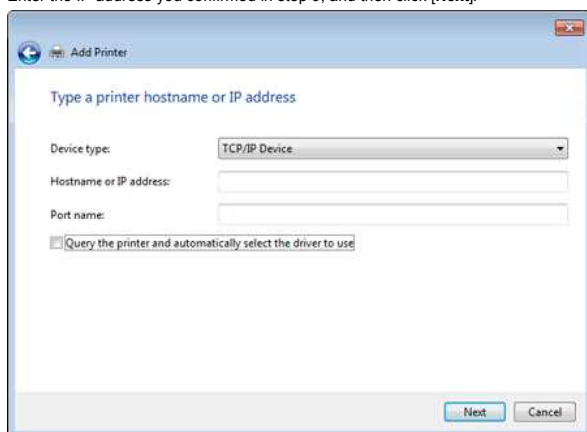 Enter the IP address you confirmed in step 3, and then click [Next].
Add Printer
Type a printer hostname or IP address
Device type: TCP/IP Device
Hostname or IP address:
Port name:
Query the printer and automatically select the driver to use
Next Cancel